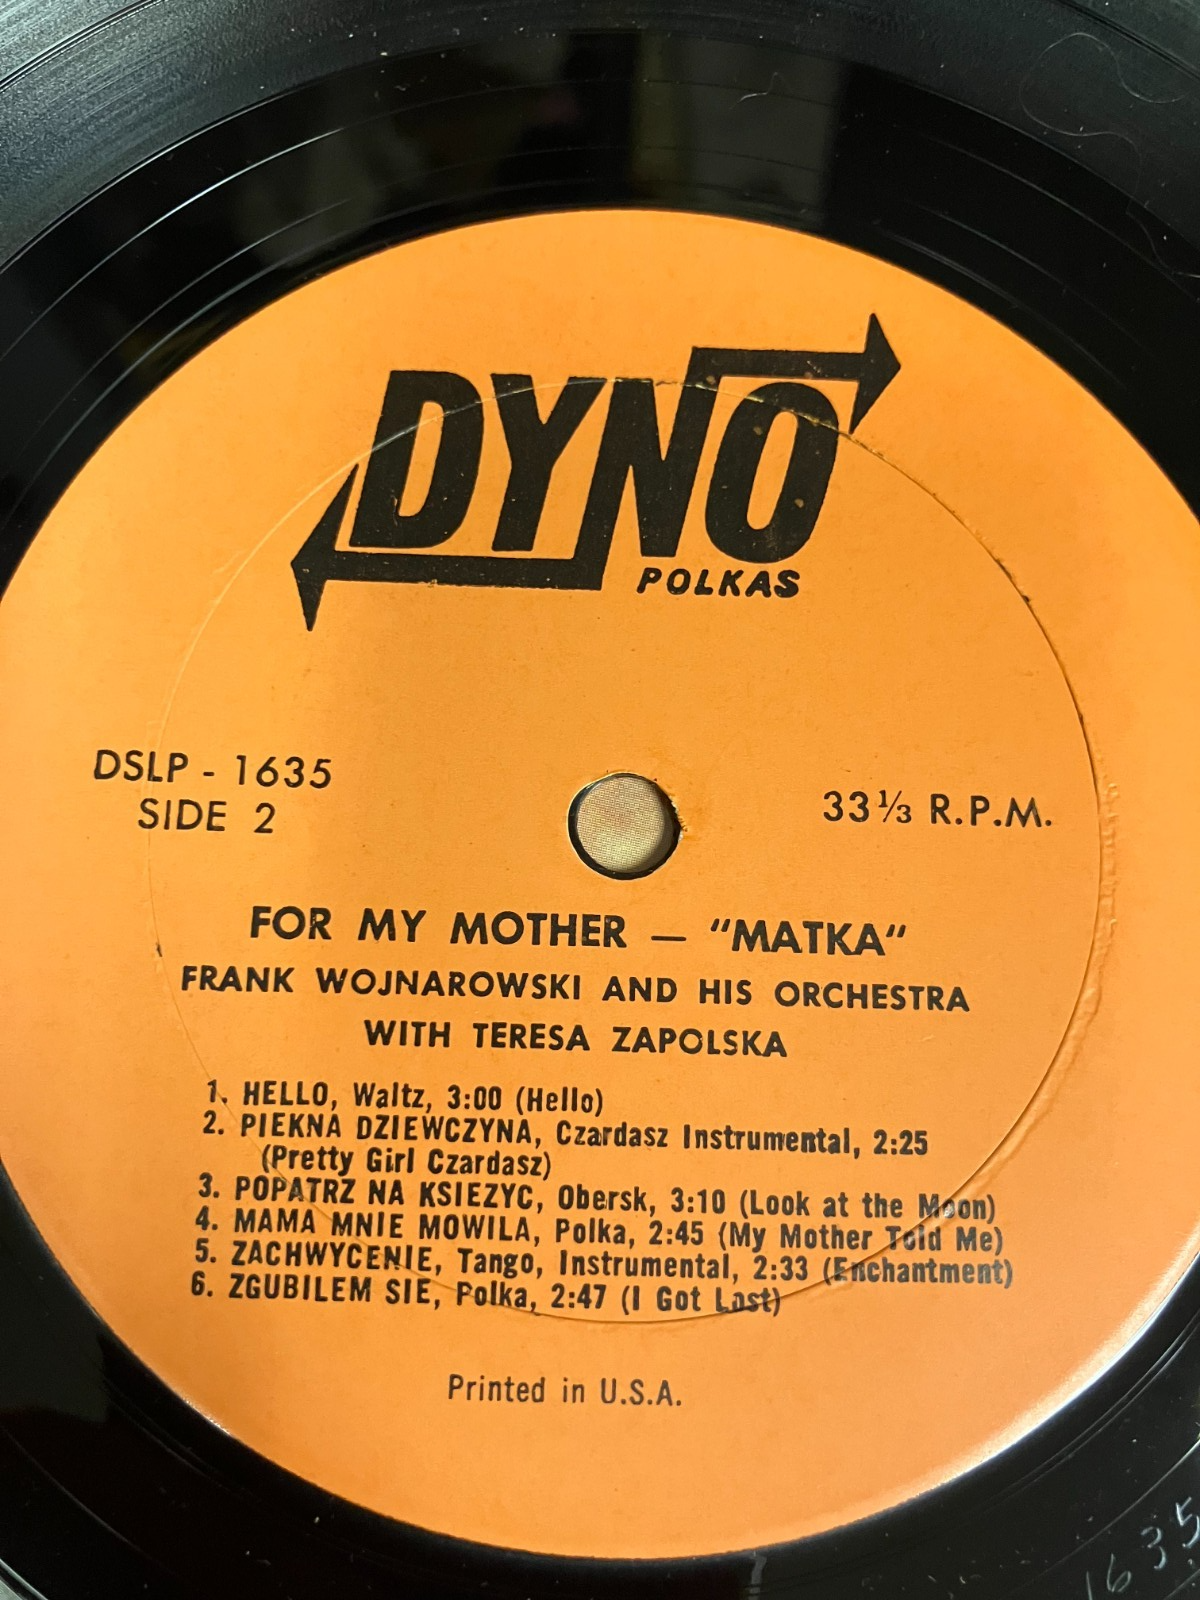 DYNO
POLKAS
DSLP - 1635
SIDE 2
33 ⅓ R.P.M.
FOR MY MOTHER — "MATKA"
FRANK WOJNAROWSKI AND HIS ORCHESTRA
WITH TERESA ZAPOLSKA
1. HELLO, Waltz, 3:00 (Hello)
2. PIEKNA DZIEWCZYNA, Czardasz Instrumental, 2:25
(Pretty Girl Czardasz)
3. POPATRZ NA KSIEZYC, Obersk, 3:10 (Look at the Moon)
4. MAMA MNIE MOWILA, Polka, 2:45 (My Mother Told Me)
5. ZACHWYCENIE, Tango, Instrumental, 2:33 (Enchantment)
6. ZGUBILEM SIE, Polka, 2:47 (I Got Lost)
Printed in U.S.A.
1635